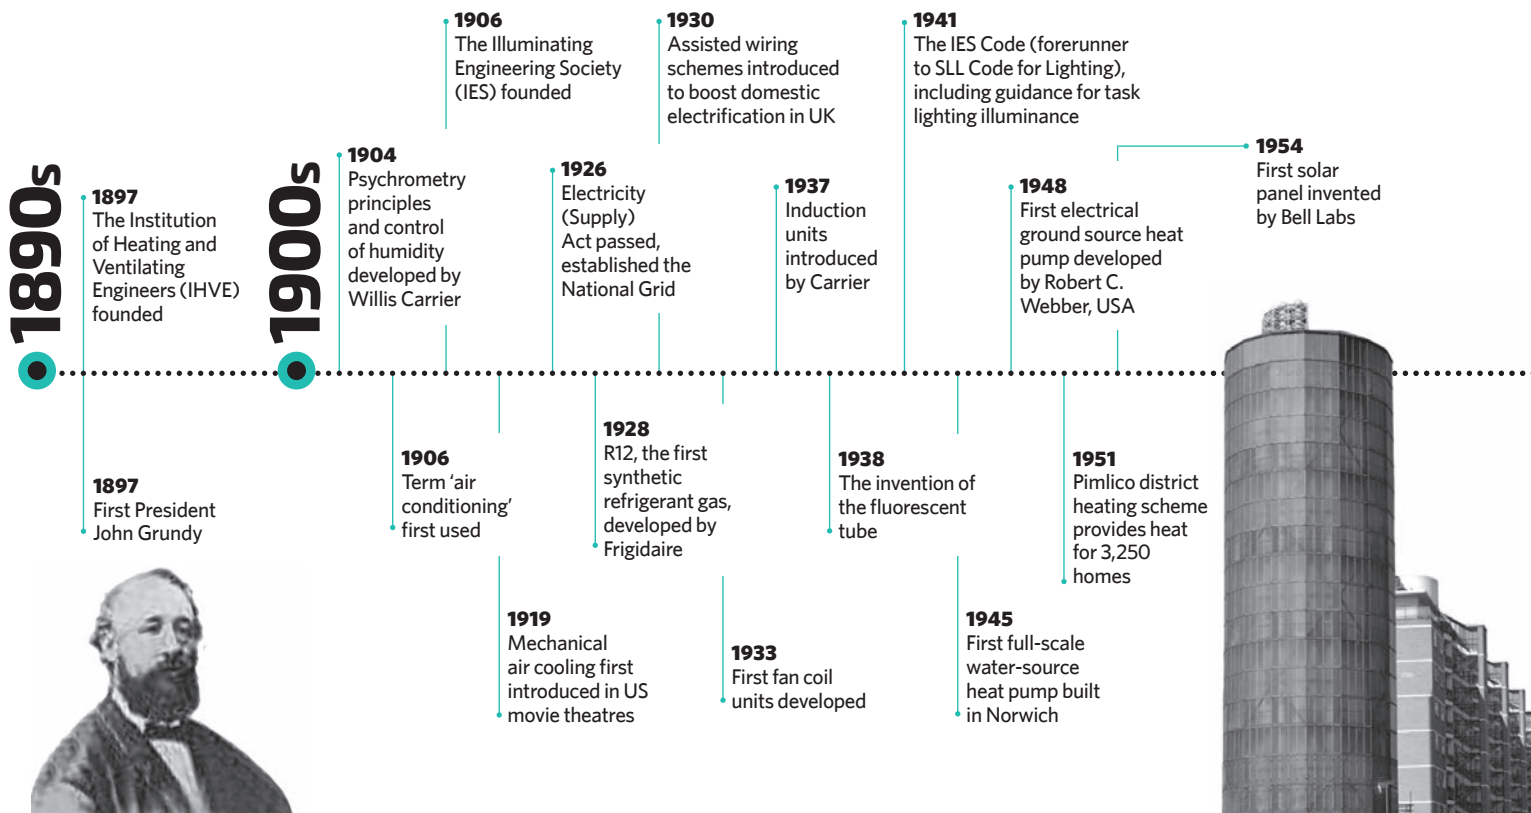 1890s
1897
The Institution
of Heating and
Ventilating
Engineers (IHVE)
founded
1897
First President
John Grundy
1900s
1904
Psychrometry
principles
and control
of humidity
developed by
Willis Carrier
1906
Term ‘air
conditioning’
first used
1906
The Illuminating
Engineering Society
(IES) founded
1919
Mechanical
air cooling first
introduced in US
movie theatres
1926
Electricity
(Supply)
Act passed,
established the
National Grid
1928
R12, the first
synthetic
refrigerant gas,
developed by
Frigidaire
1930
Assisted wiring
schemes introduced
to boost domestic
electrification in UK
1933
First fan coil
units developed
1937
Induction
units
introduced
by Carrier
1938
The invention of
the fluorescent
tube
1941
The IES Code (forerunner
to SLL Code for Lighting),
including guidance for task
lighting illuminance
1945
First full-scale
water-source
heat pump built
in Norwich
1948
First electrical
ground source heat
pump developed
by Robert C.
Webber, USA
1951
Pimlico district
heating scheme
provides heat
for 3,250
homes
1954
First solar
panel invented
by Bell Labs